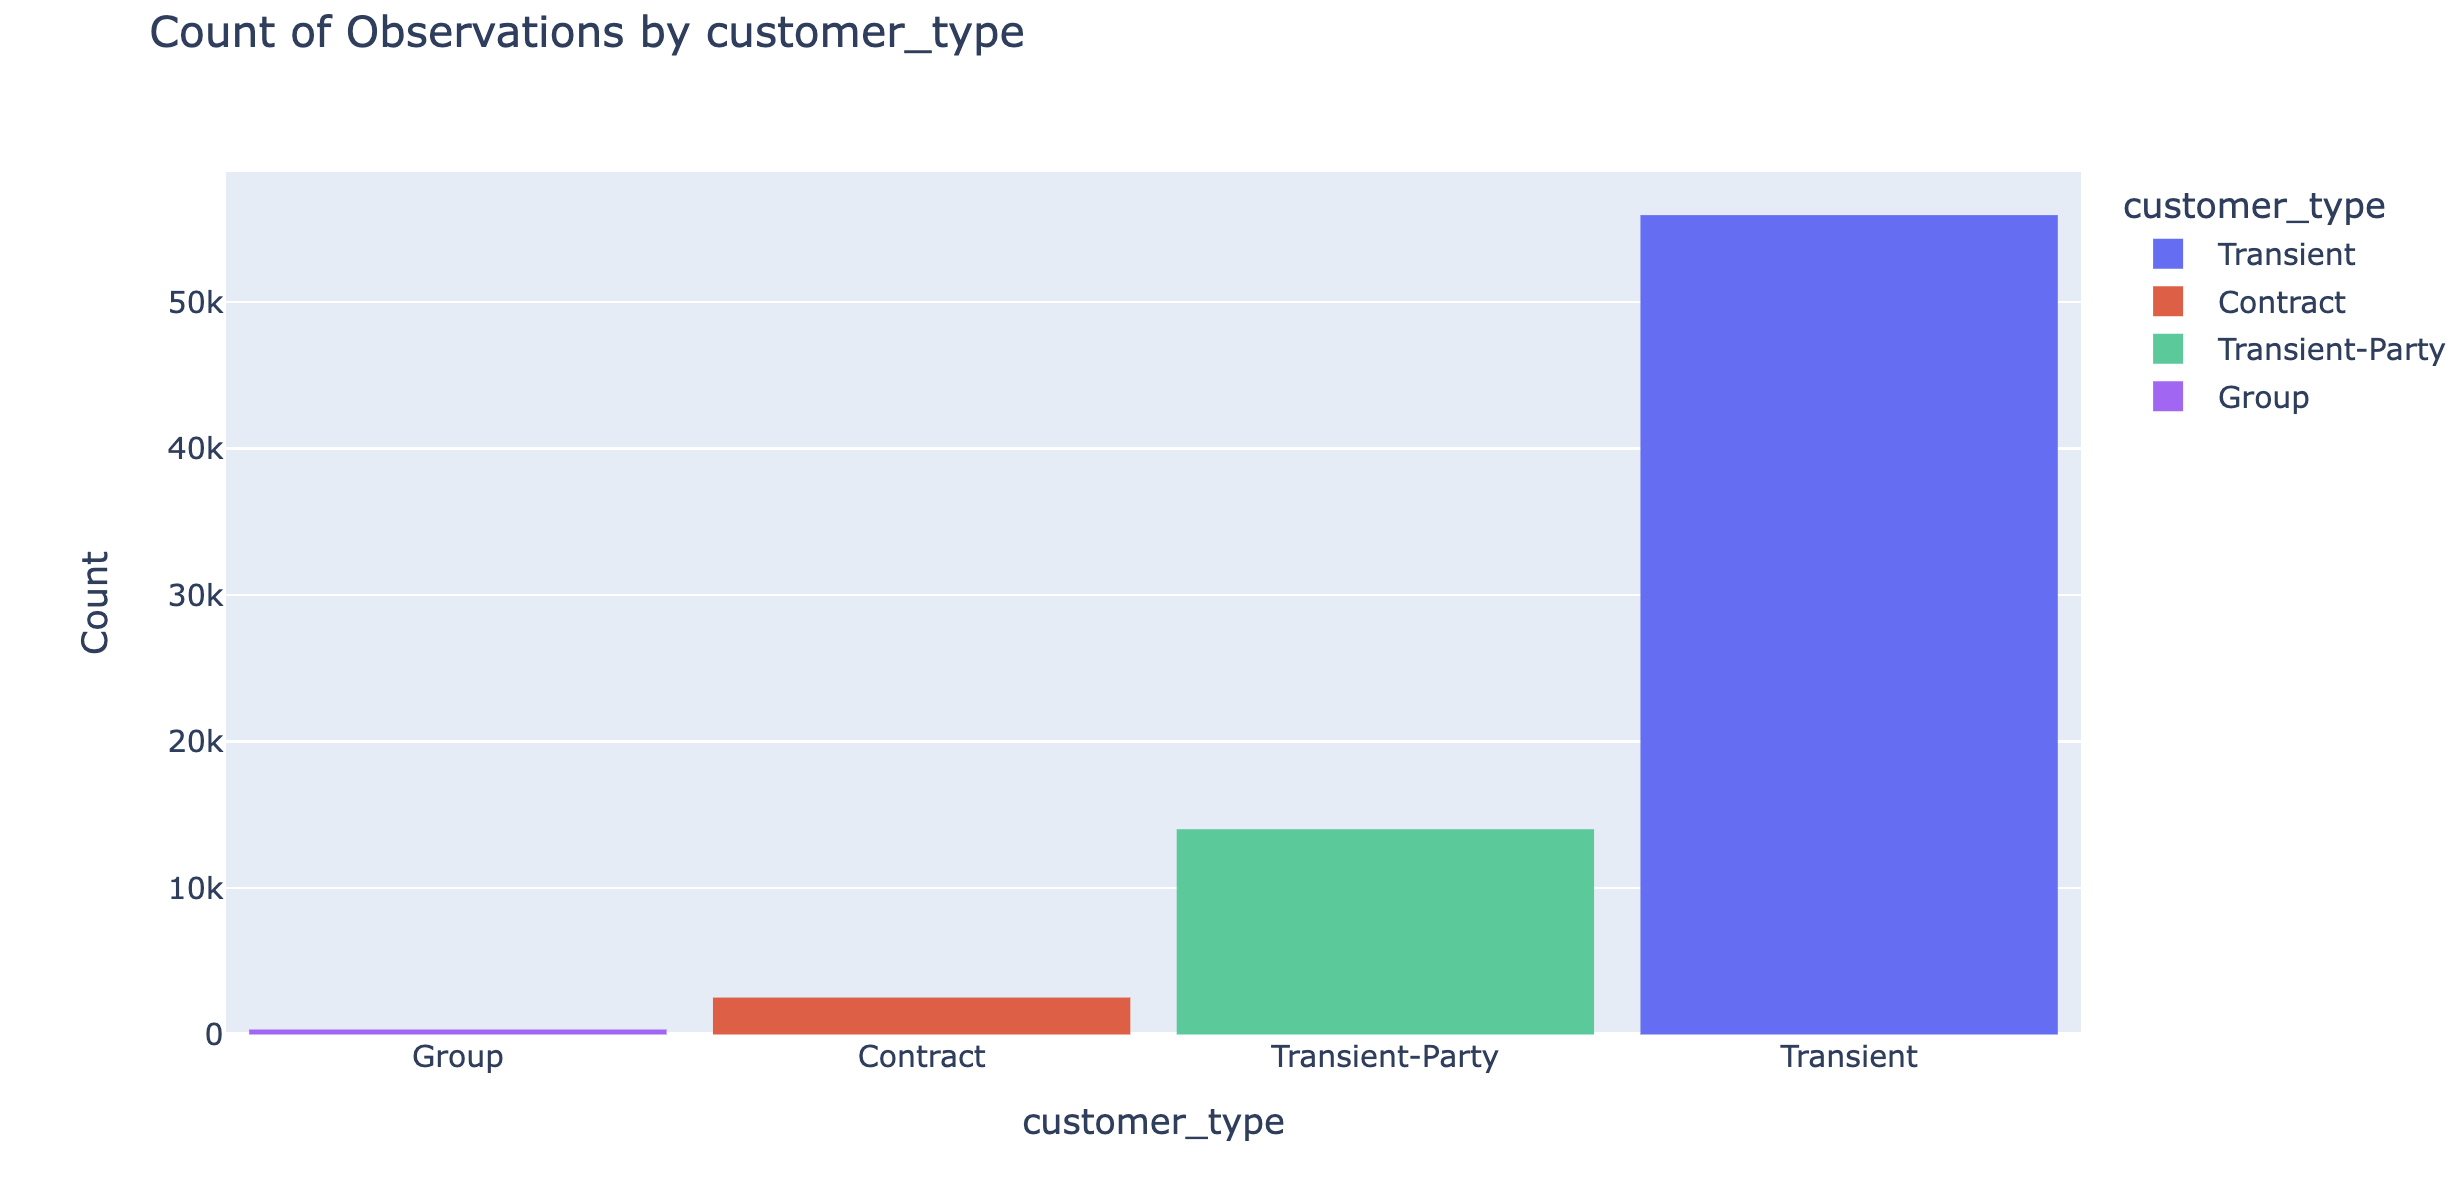 Count of Observations by customer_type
50k
40k
30k
20k
10k
0
Count
Group
Contract
Transient-Party
Transient
customer_type
customer_type
Transient
Contract
Transient-Party
Group